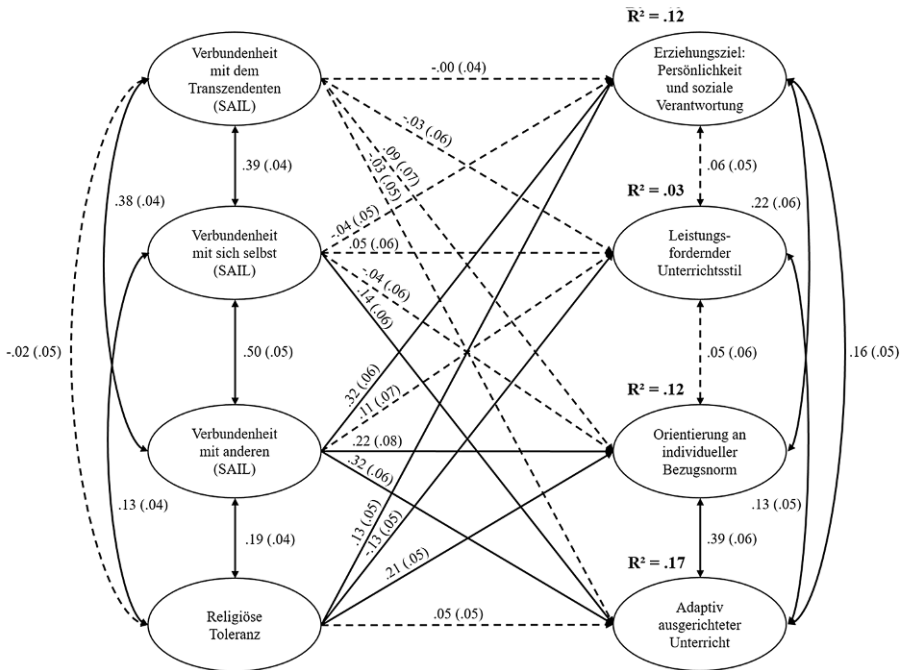 R² = .12
Verbundenheit
mit dem
Transzendenten
(SAIL)
-.00 (.04)
Erziehungsziel:
Persönlichkeit
und soziale
Verantwortung
-.03 (.06)
.09 (.07)
-.03 (.05)
.39 (.04)
.06 (.05)
.38 (.04)
R² = .03
.22 (.06)
-.04 (.05)
Verbundenheit
mit sich selbst
(SAIL)
.05 (.06)
Leistungs-
fordernder
Unterrichtsstil
-.04 (.06)
.14 (.06)
-.02 (.05)
.50 (.05)
.05 (.06)
.16 (.05)
.32 (.06)
.11 (.07)
R² = .12
Verbundenheit
mit anderen
(SAIL)
.22 (.08)
Orientierung an
individueller
Bezugsnorm
.32 (.06)
.13 (.04)
.13 (.05)
.19 (.04)
.13 (.05)
-.13 (.05)
.39 (.06)
.21 (.05)
R² = .17
Religiöse
Toleranz
.05 (.05)
Adaptiv
ausgerichteter
Unterricht